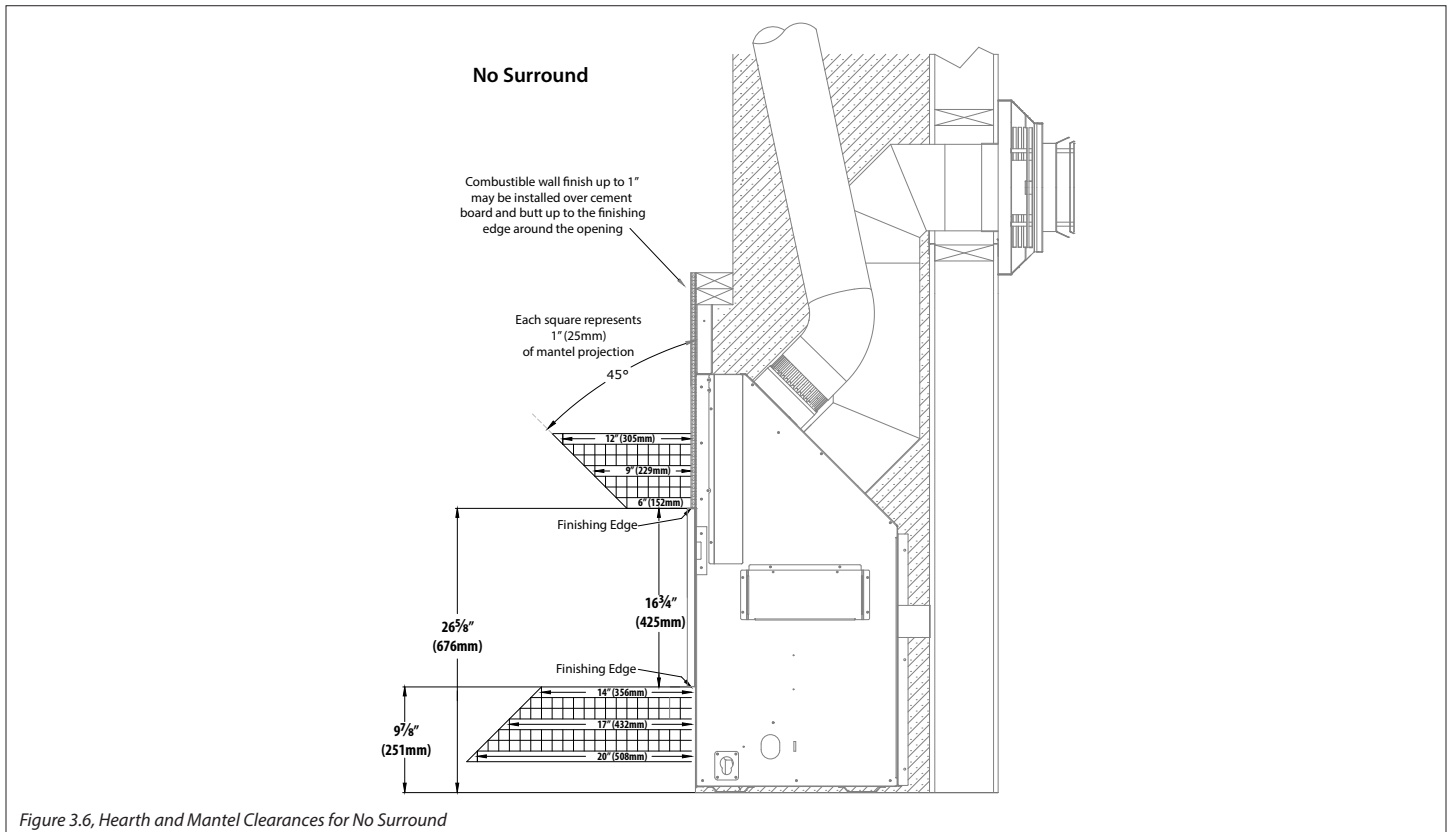 No Surround
Combustible wall finish up to 1”
may be installed over cement
board and butt up to the finishing
edge around the opening
Each square represents
1” (25mm)
of mantel projection
45°
12” (305mm)
9” (229mm)
6” (152mm)
Finishing Edge
16¾”
(425mm)
26⅝”
(676mm)
Finishing Edge
14” (356mm)
17” (432mm)
9⅞”
(251mm)
20” (508mm)
Figure 3.6, Hearth and Mantel Clearances for No Surround